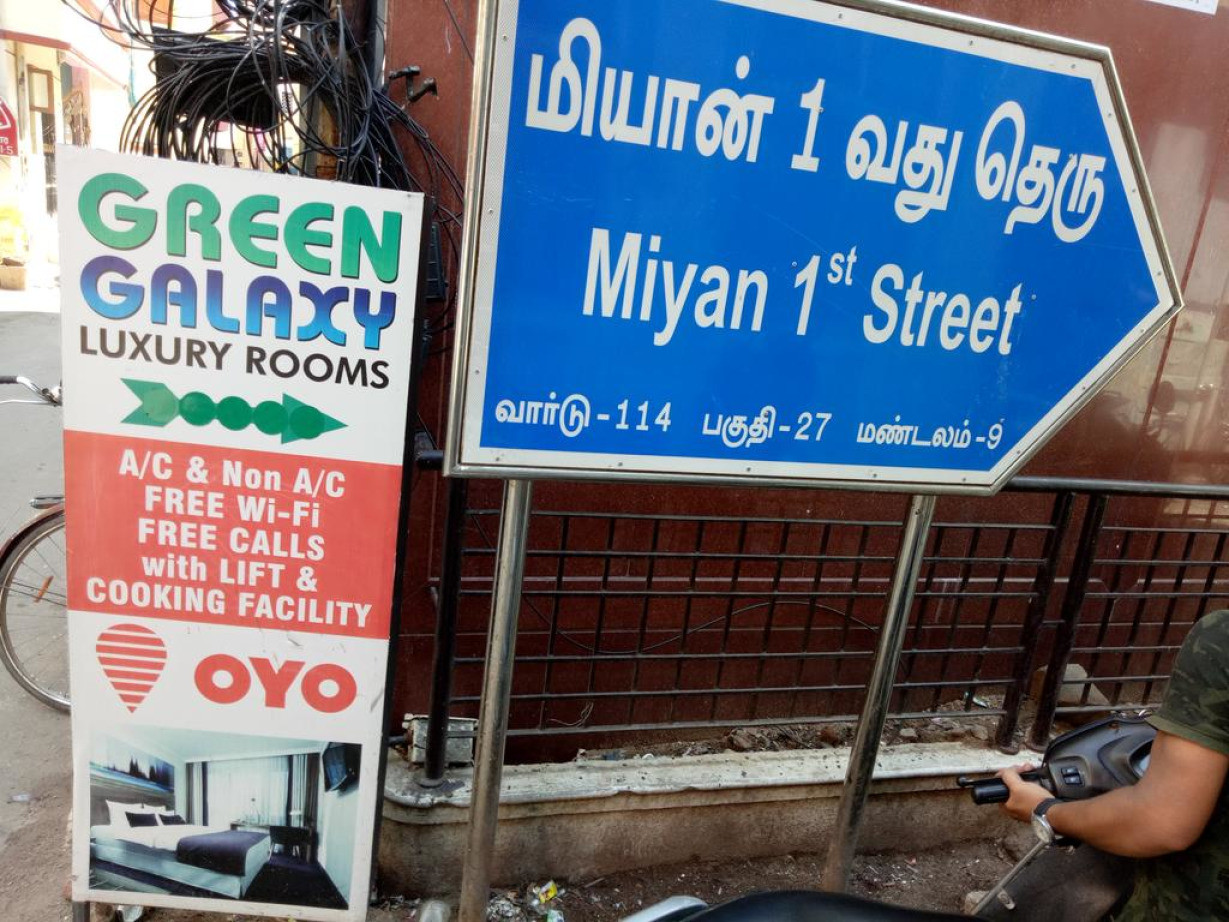 GREEN
GALAXY
LUXURY ROOMS
A/C & Non A/C
FREE Wi-Fi
FREE CALLS
with LIFT &
COOKING FACILITY
OYO
மியான் 1 வது தெரு
Miyan 1st Street
வார்டு -114 பகுதி -27 மண்டலம் -9